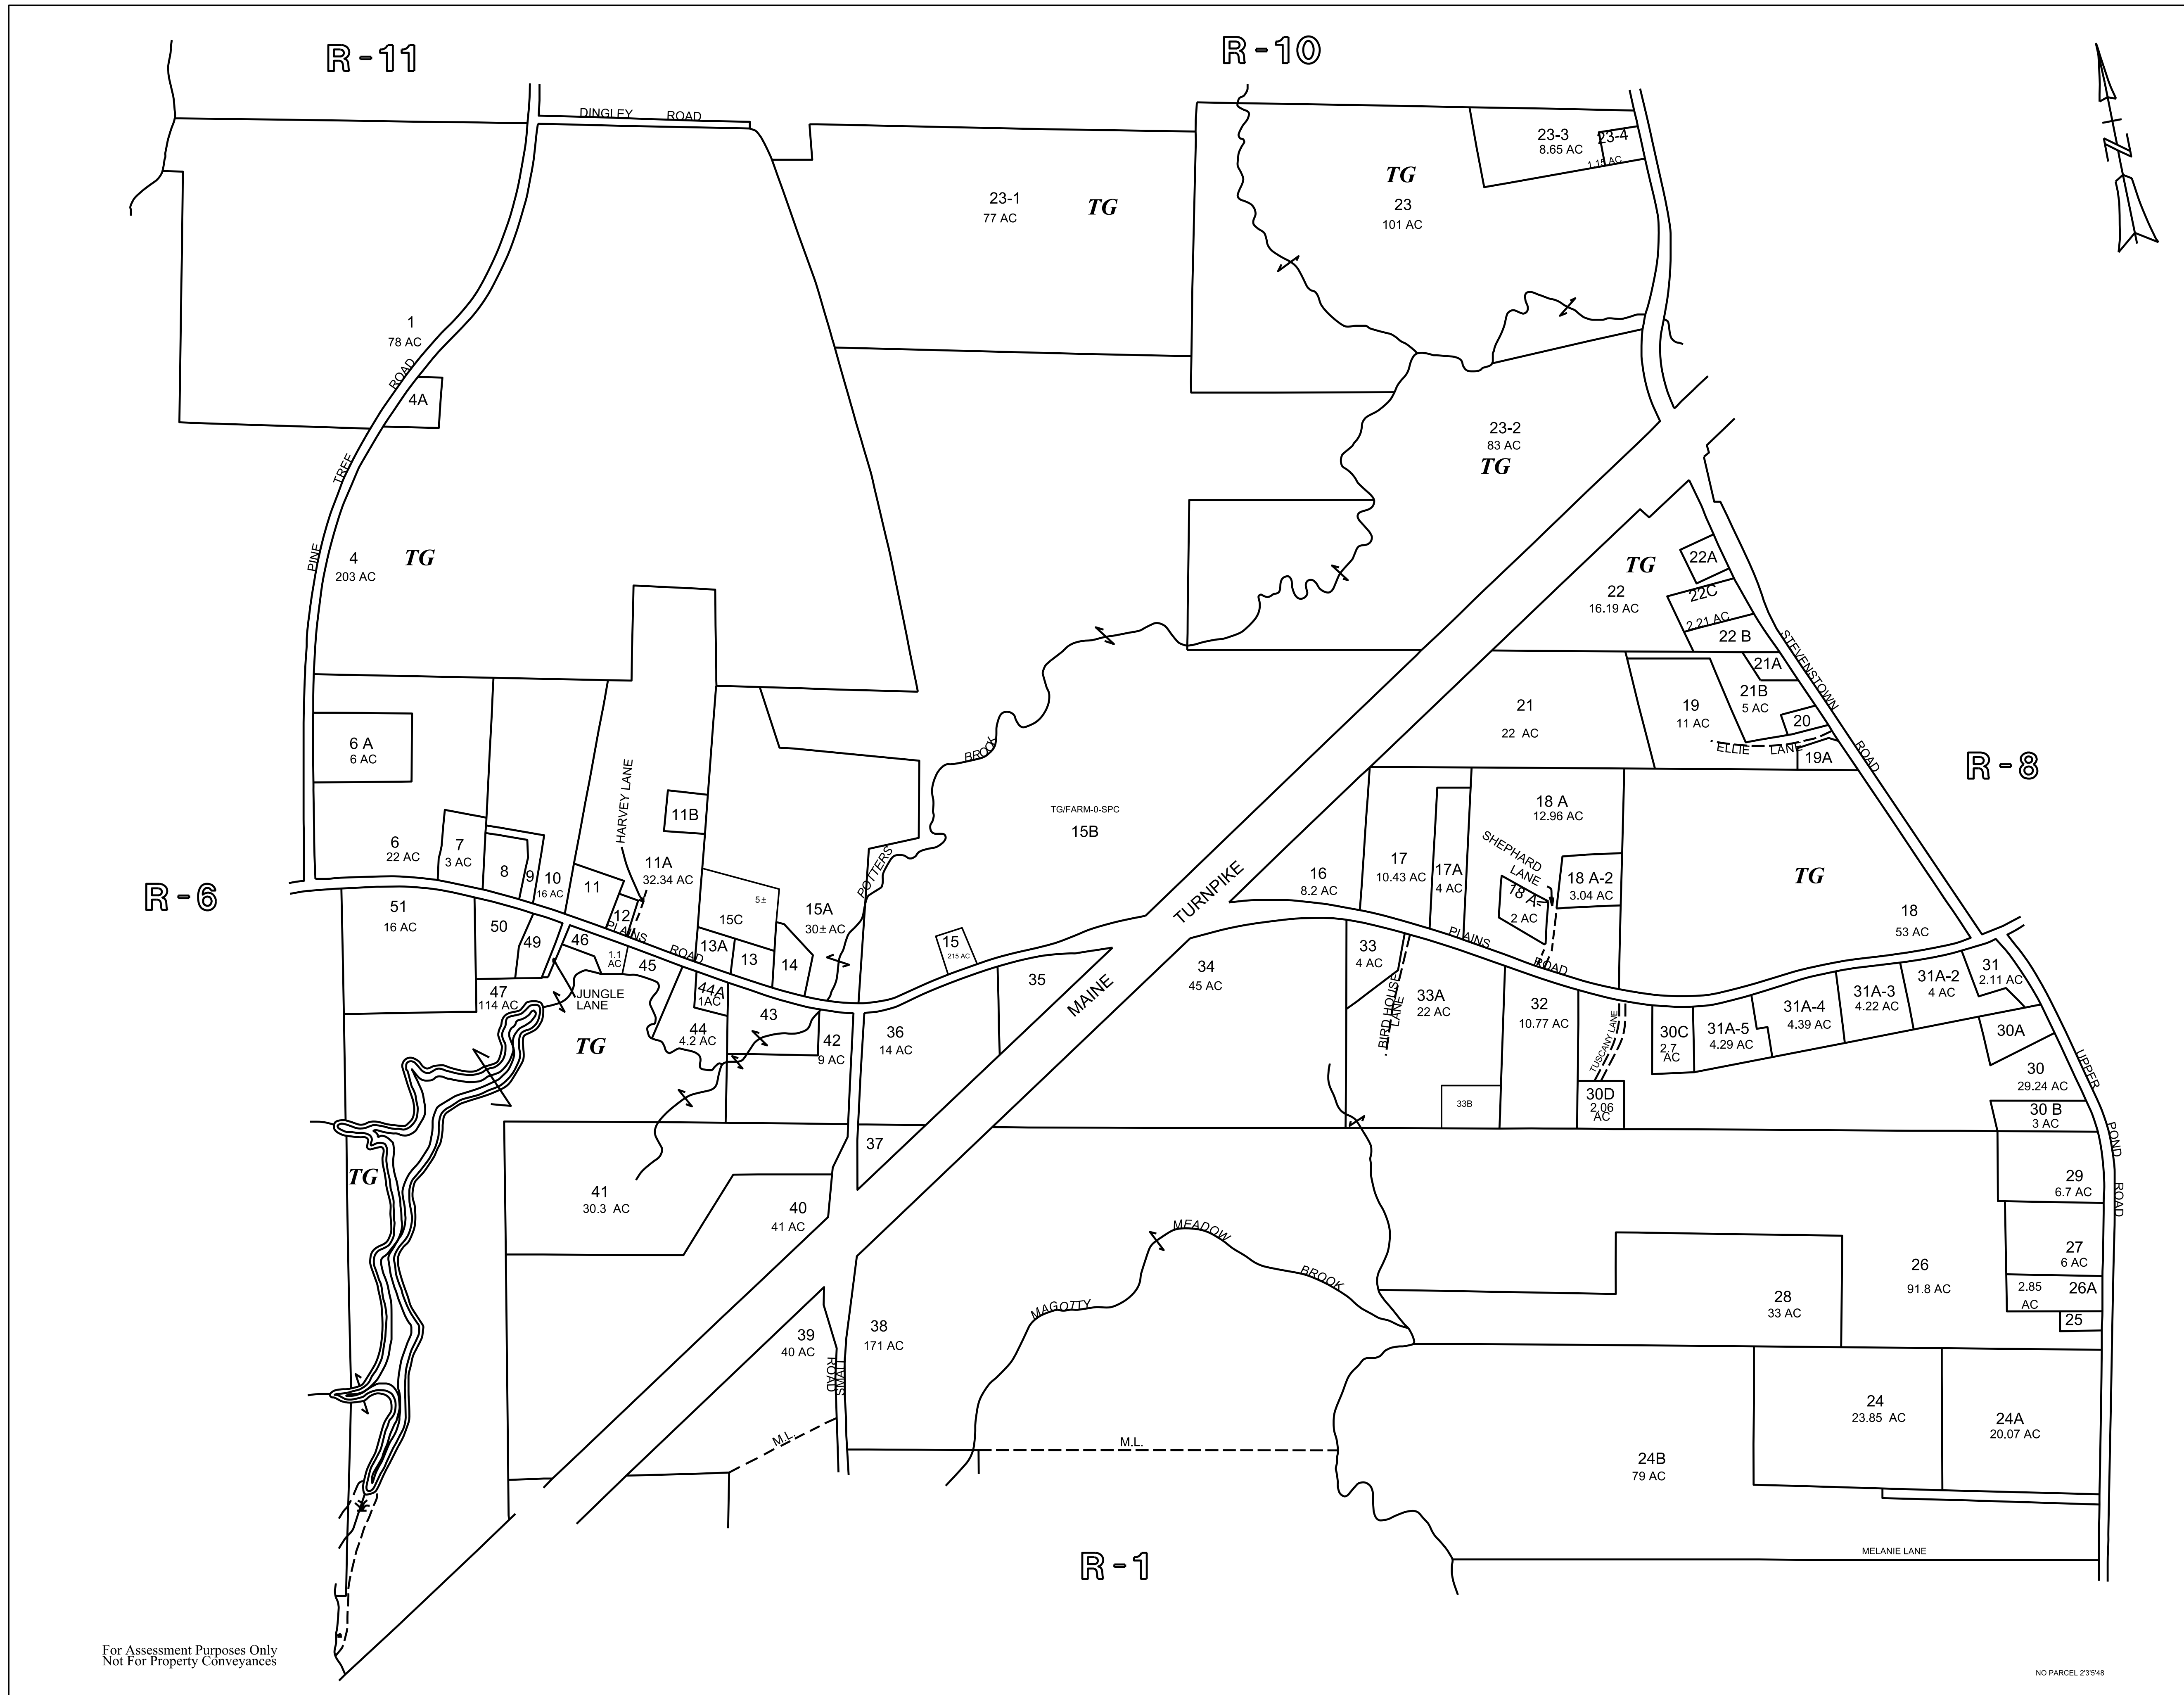 R-11
R-10
DINGLEY ROAD
23-3
8.65 AC
23-4
1.15 AC
TG
23
101 AC
23-1
77 AC
TG
N
1
78 AC
4A
PINE TREE ROAD
23-2
83 AC
TG
4
203 AC
TG
TG
22
16.19 AC
22A
22C
2.21 AC
22 B
21A
STEVENSTOWN ROAD
21B
5 AC
20
19
11 AC
ELLIE LANE
19A
21
22 AC
R-8
6 A
6 AC
HARVEY LANE
11B
POTTERS BROOK
TG/FARM-0-SPC
15B
18 A
12.96 AC
SHEPHARD
LANE
18 A-2
3.04 AC
2 AC
TG
18
53 AC
6
22 AC
7
3 AC
8
9
10
16 AC
11
11A
32.34 AC
12
5±
15C
15A
30± AC
16
8.2 AC
17
10.43 AC
17A
4 AC
TURNPIKE
R-6
51
16 AC
50
49
46
PLAINS ROAD
1.1
AC
45
13A
13
14
15
215 AC
35
34
45 AC
33
4 AC
PLAINS ROAD
31
2.11 AC
31A-2
4 AC
31A-3
4.22 AC
31A-4
4.39 AC
31A-5
4.29 AC
30C
2.7
AC
30A
47
114 AC
JUNGLE
LANE
44A
1AC
43
44
4.2 AC
42
9 AC
36
14 AC
MAINE
BIRD HOUSE
LANE
33A
22 AC
32
10.77 AC
TUSCANY LANE
30D
2.06
AC
33B
30
29.24 AC
30 B
3 AC
UPPER POND ROAD
TG
TG
37
41
30.3 AC
40
41 AC
29
6.7 AC
27
6 AC
2.85
AC
26A
25
26
91.8 AC
28
33 AC
MAGOTTY MEADOW BROOK
39
40 AC
38
171 AC
LIAMS
ROAD
M.L.
M.L.
24
23.85 AC
24A
20.07 AC
24B
79 AC
MELANIE LANE
R-1
For Assessment Purposes Only
Not For Property Conveyances
NO PARCEL 2'3'5'48